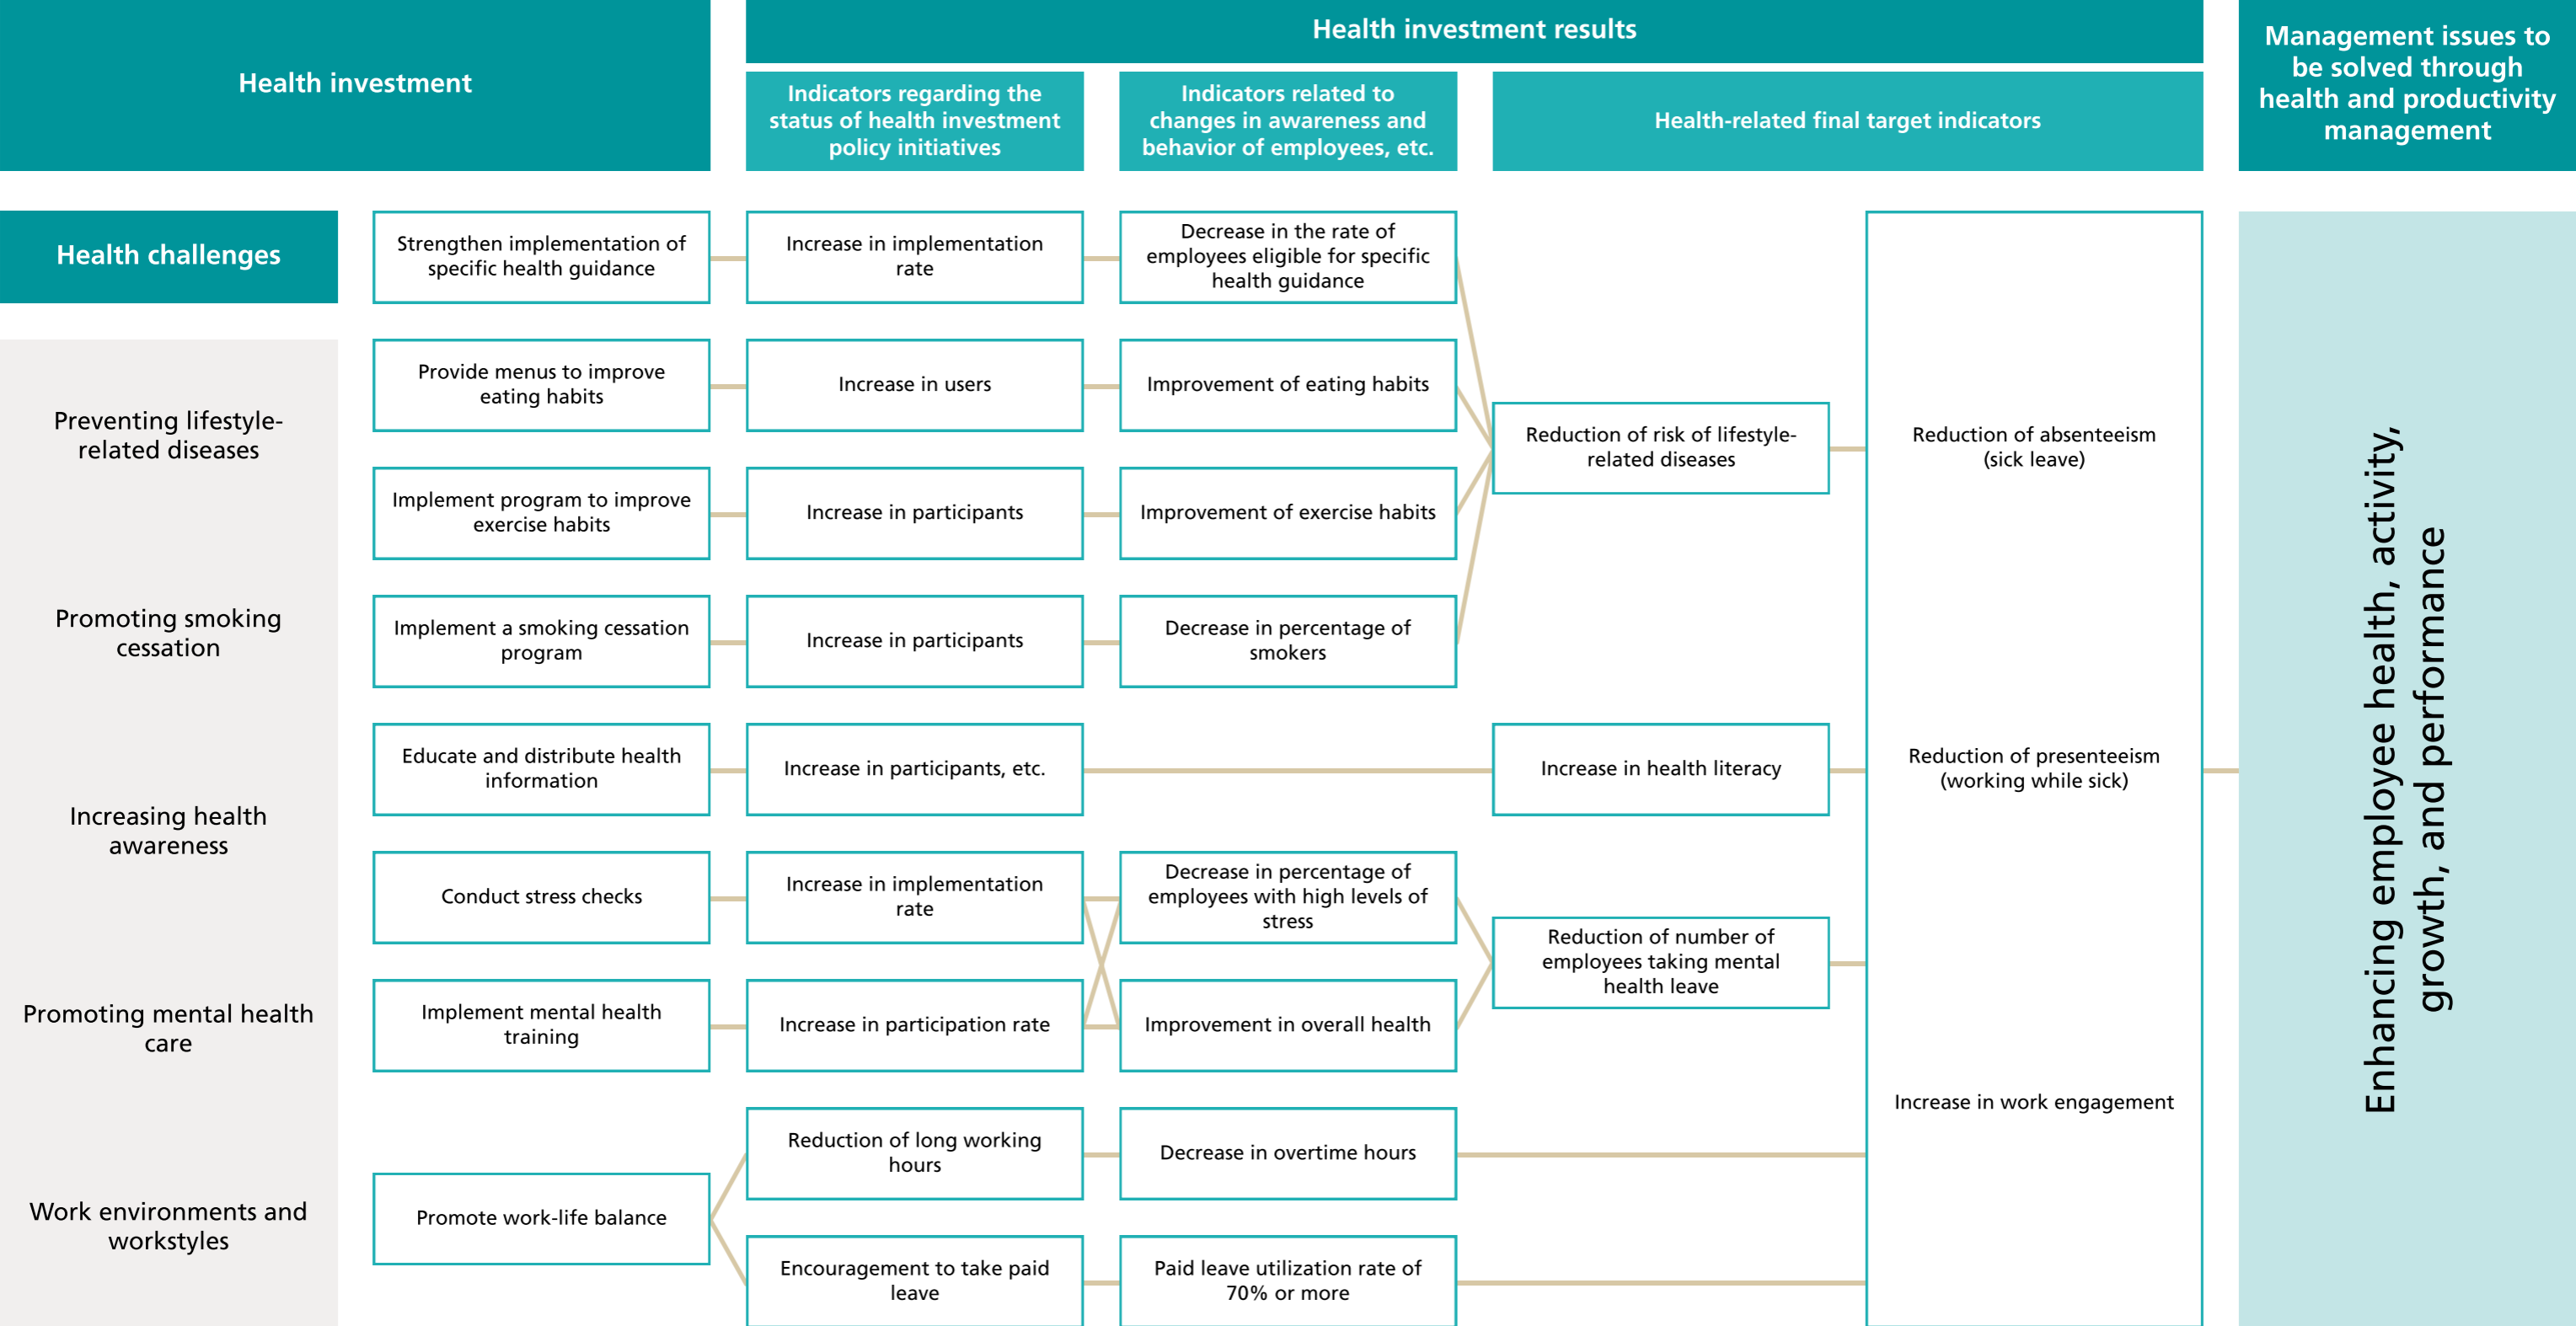 Health investment
Health investment results
Indicators regarding the
status of health investment
policy initiatives
Indicators related to
changes in awareness and
behavior of employees, etc.
Health-related final target indicators
Management issues to
be solved through
health and productivity
management
Health challenges
Preventing lifestyle-
related diseases
Promoting smoking
cessation
Increasing health
awareness
Promoting mental health
care
Work environments and
workstyles
Strengthen implementation of
specific health guidance
Increase in implementation
rate
Decrease in the rate of
employees eligible for specific
health guidance
Provide menus to improve
eating habits
Increase in users
Improvement of eating habits
Implement program to improve
exercise habits
Increase in participants
Improvement of exercise habits
Implement a smoking cessation
program
Increase in participants
Decrease in percentage of
smokers
Reduction of risk of lifestyle-
related diseases
Educate and distribute health
information
Increase in participants, etc.
Increase in health literacy
Conduct stress checks
Increase in implementation
rate
Decrease in percentage of
employees with high levels of
stress
Implement mental health
training
Increase in participation rate
Improvement in overall health
Reduction of number of
employees taking mental
health leave
Promote work-life balance
Reduction of long working
hours
Decrease in overtime hours
Encouragement to take paid
leave
Paid leave utilization rate of
70% or more
Reduction of absenteeism
(sick leave)
Reduction of presenteeism
(working while sick)
Increase in work engagement
Enhancing employee health, activity,
growth, and performance